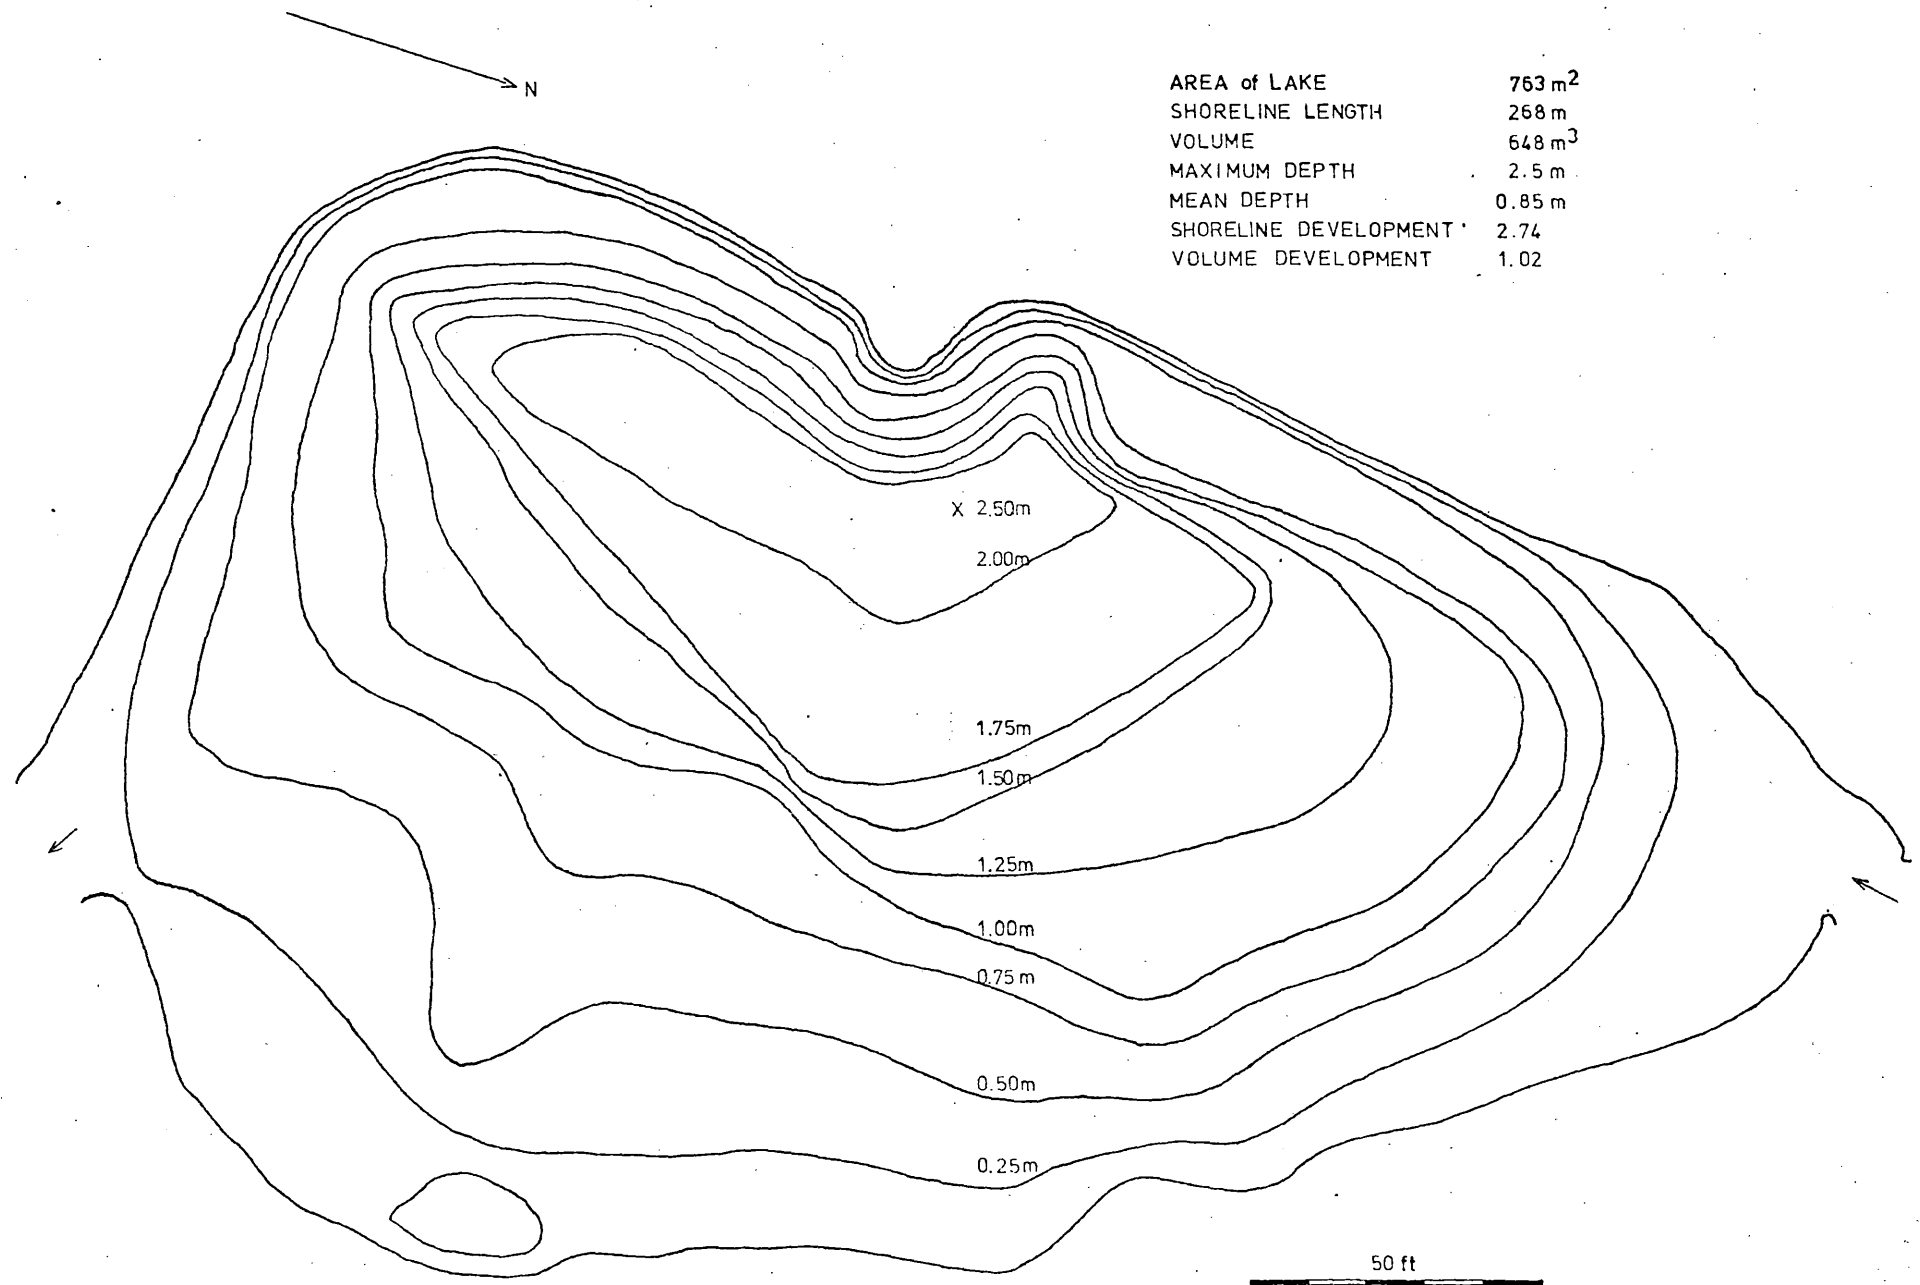 N
AREA of LAKE 763 m²
SHORELINE LENGTH 268 m
VOLUME 648 m³
MAXIMUM DEPTH 2.5 m
MEAN DEPTH 0.85 m
SHORELINE DEVELOPMENT 2.74
VOLUME DEVELOPMENT 1.02
X 2.50m
2.00m
1.75m
1.50m
1.25m
1.00m
0.75 m
0.50m
0.25m
50 ft